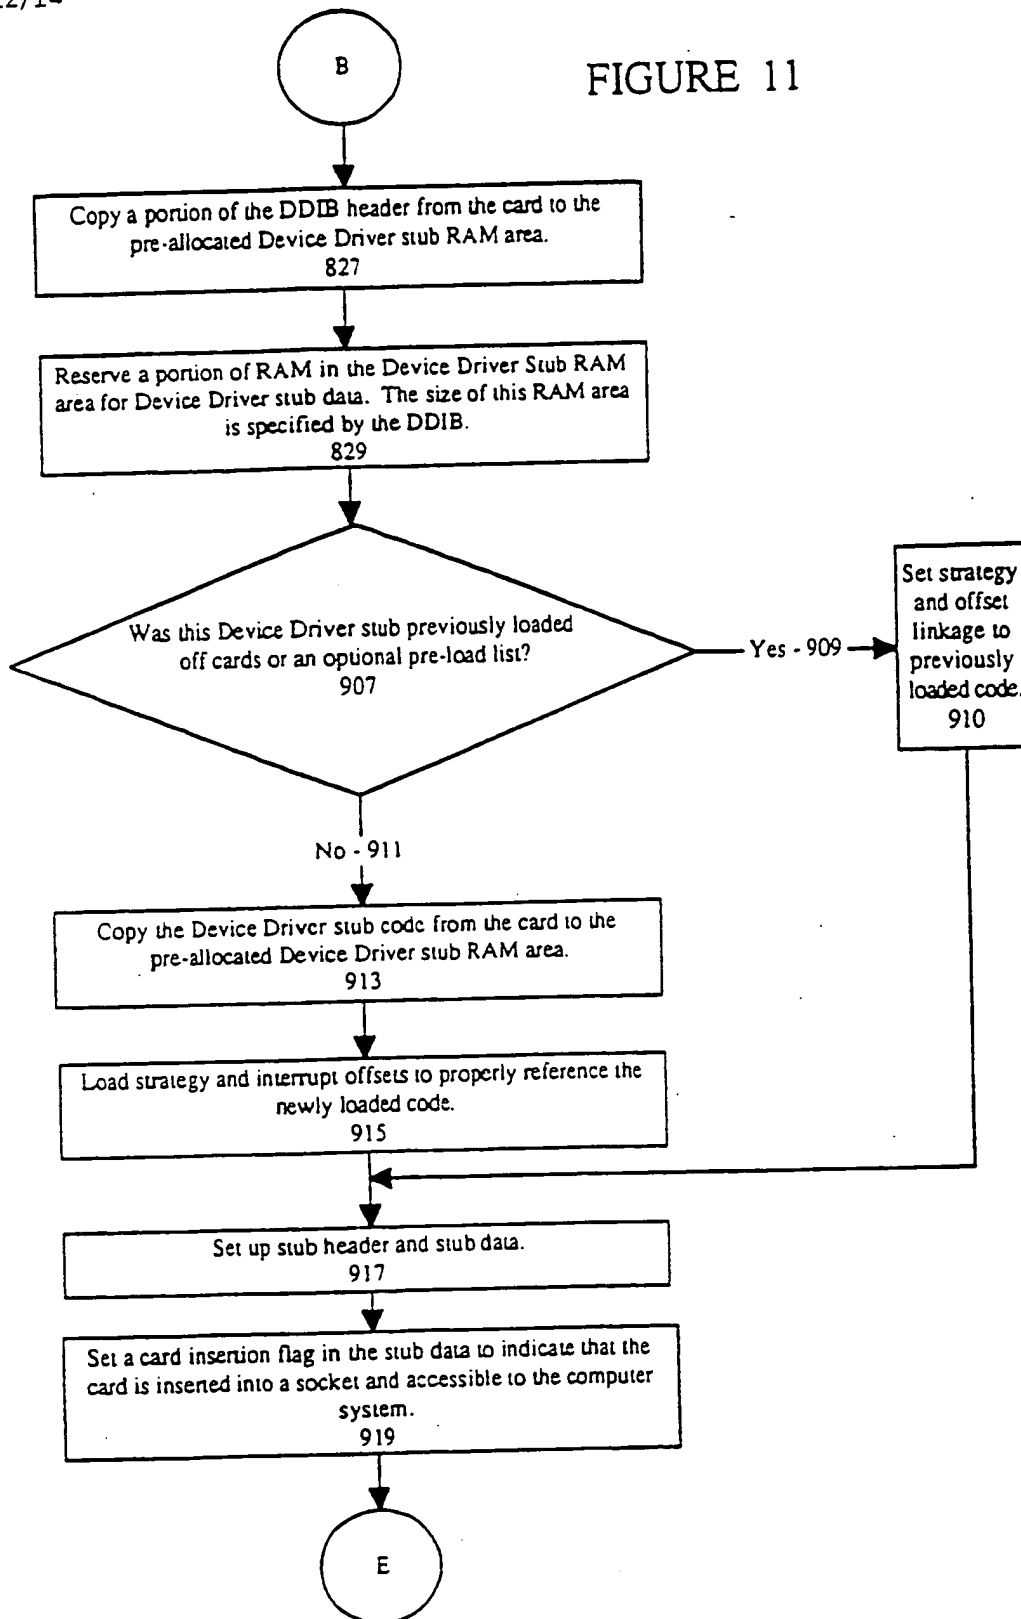 FIGURE 11
B
Copy a portion of the DDIB header from the card to the
pre-allocated Device Driver stub RAM area.
827
Reserve a portion of RAM in the Device Driver Stub RAM
area for Device Driver stub data. The size of this RAM area
is specified by the DDIB.
829
Was this Device Driver stub previously loaded
off cards or an optional pre-load list?
907
Yes - 909
Set strategy
and offset
linkage to
previously
loaded code.
910
No - 911
Copy the Device Driver stub code from the card to the
pre-allocated Device Driver stub RAM area.
913
Load strategy and interrupt offsets to properly reference the
newly loaded code.
915
Set up stub header and stub data.
917
Set a card insertion flag in the stub data to indicate that the
card is inserted into a socket and accessible to the computer
system.
919
E